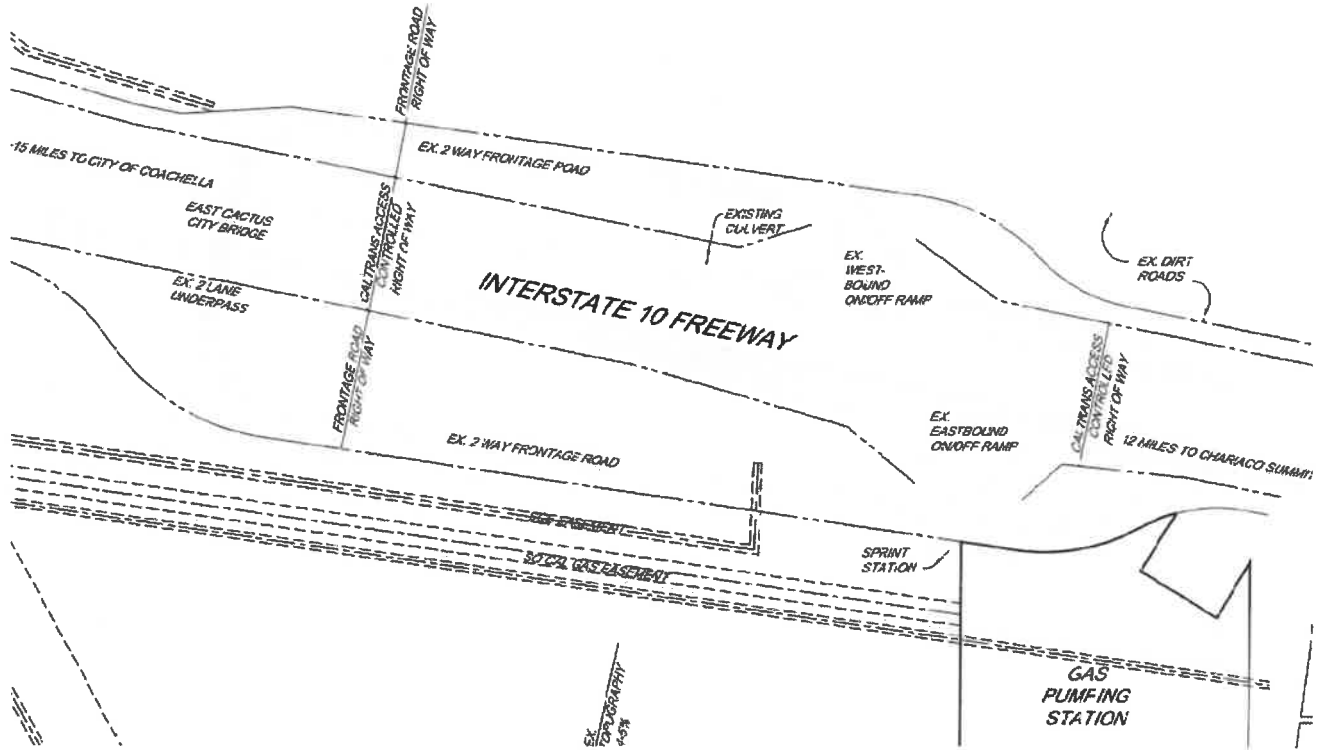 FRONTAGE ROAD
RIGHT OF WAY
EX. 2 WAY FRONTAGE POAD
-15 MILES TO CITY OF COACHELLA
EAST CACTUS
CITY BRIDGE
CALTRANS ACCESS
CONTROLLED
RIGHT OF WAY
EXISTING
CULVERT
EX.
WEST-
BOUND
ON/OFF RAMP
EX. DIRT
ROADS
EX. 2 LANE
UNDERPASS
INTERSTATE 10 FREEWAY
FRONTAGE ROAD
RIGHT OF WAY
CALTRANS ACCESS
CONTROLLED
RIGHT OF WAY
EX.
EASTBOUND
ON/OFF RAMP
EX. 2 WAY FRONTAGE ROAD
12 MILES TO CHARIACO SUMMIT
EASEMENT
SO CAL GAS EASEMENT
SPRINT
STATION
EX.
TOPOGRAPHY
4-5%
GAS
PUMPING
STATION